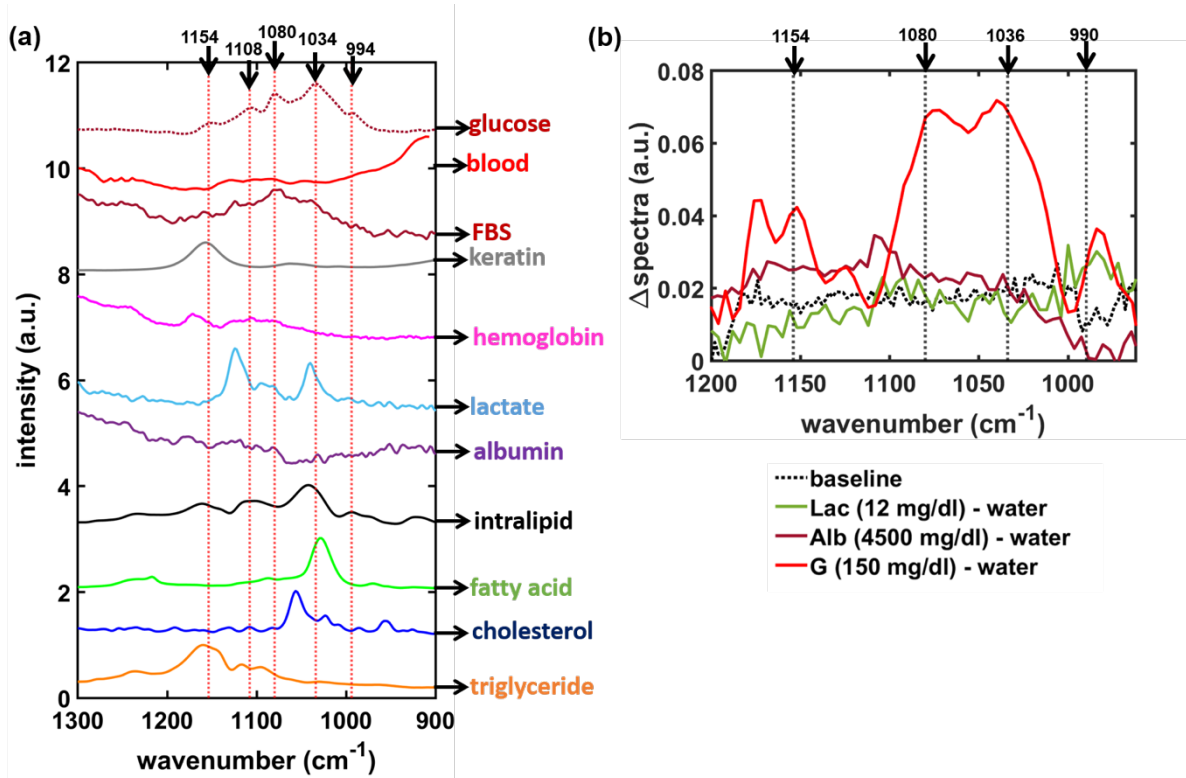 (a)
1154
1108
1080
1034
994
12
10
8
6
4
2
0
intensity (a.u.)
glucose
blood
FBS
keratin
hemoglobin
lactate
albumin
intralipid
fatty acid
cholesterol
triglyceride
1300
1200
1100
1000
900
wavenumber (cm-1)
(b)
1154
1080
1036
990
0.08
0.06
0.04
0.02
0
Δspectra (a.u.)
1200
1150
1100
1050
1000
wavenumber (cm-1)
baseline
Lac (12 mg/dl) - water
Alb (4500 mg/dl) - water
G (150 mg/dl) - water